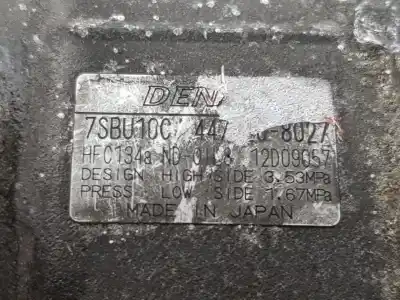 DEN
7SBU10C 447 0-8027
HFC134a ND-OIL8 12D09057
DESIGN HIGH SIDE 3.53MPa
PRESS. LOW SIDE 1.67MPa
MADE IN JAPAN